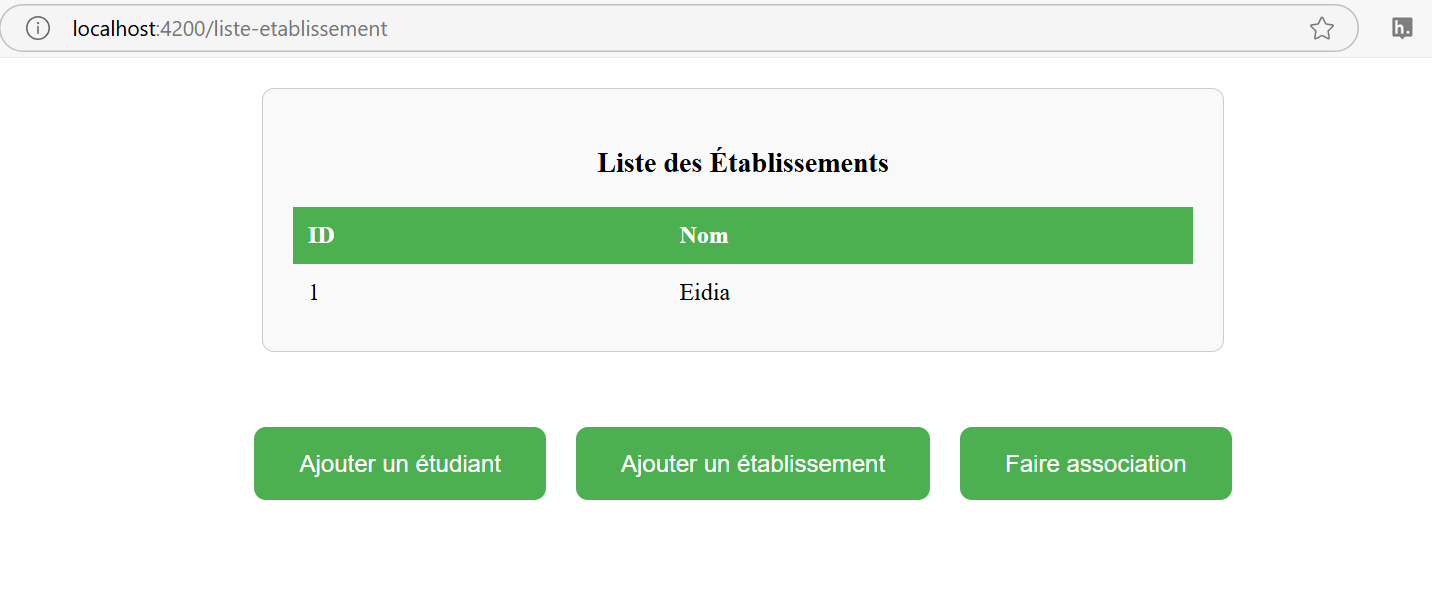 localhost:4200/liste-etablissement
h.
Liste des Établissements
ID Nom
1 Eidia
Ajouter un étudiant Ajouter un établissement Faire association